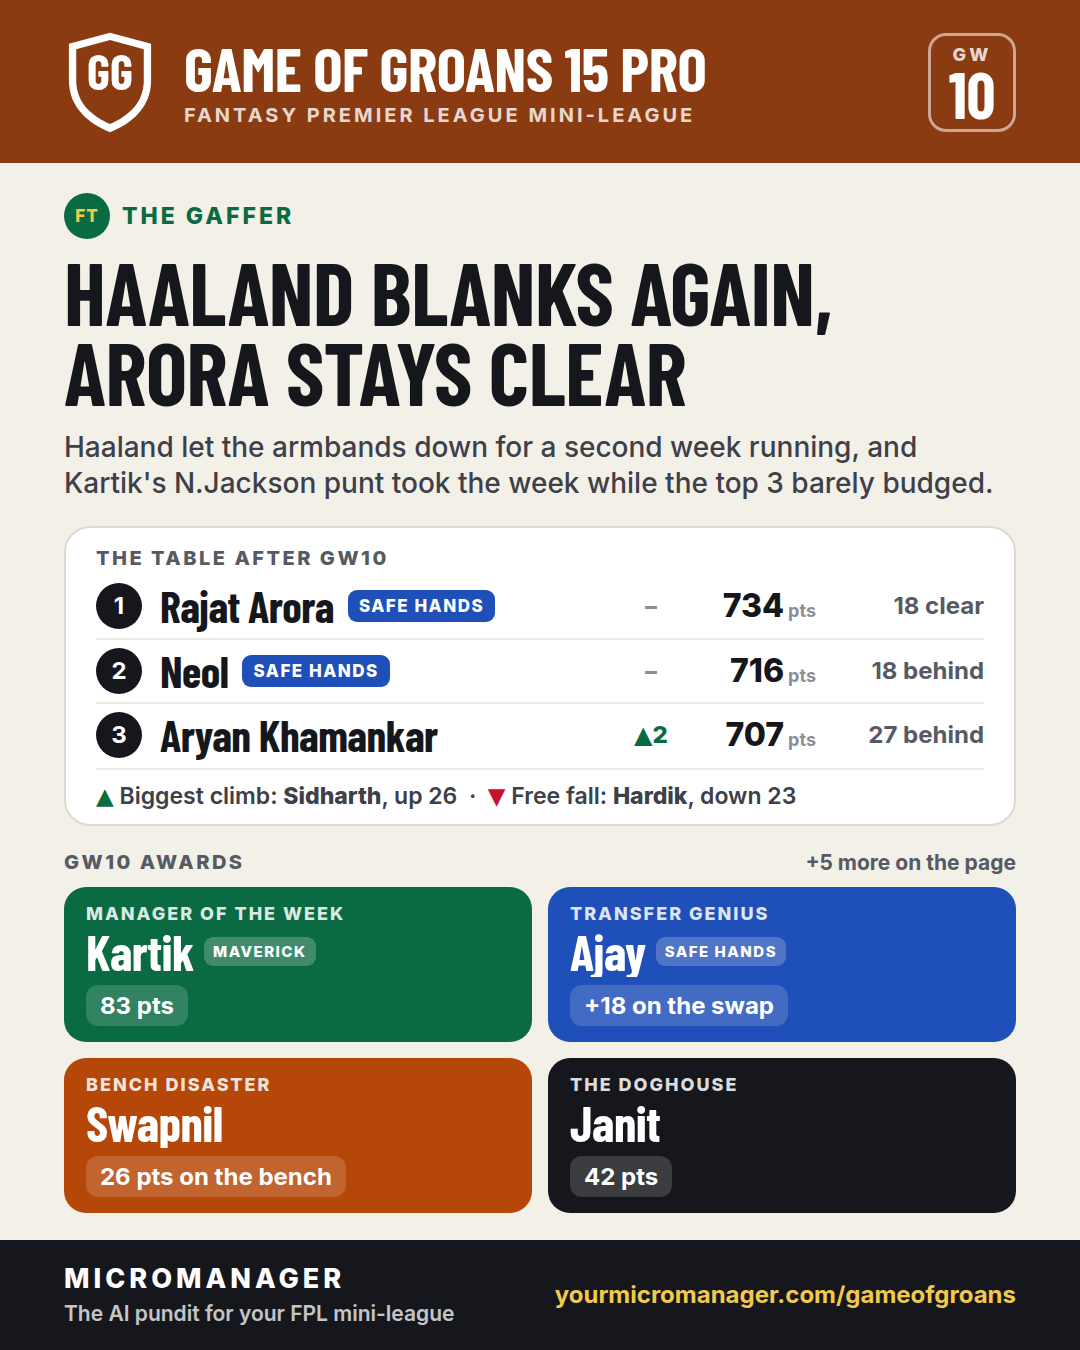 GG
GAME OF GROANS 15 PRO
FANTASY PREMIER LEAGUE MINI-LEAGUE
GW
10
FT THE GAFFER
HAALAND BLANKS AGAIN,
ARORA STAYS CLEAR
Haaland let the armbands down for a second week running, and
Kartik's N.Jackson punt took the week while the top 3 barely budged.
THE TABLE AFTER GW10
1 Rajat Arora SAFE HANDS – 734 pts 18 clear
2 Neol SAFE HANDS – 716 pts 18 behind
3 Aryan Khamankar ▲2 707 pts 27 behind
▲ Biggest climb: Sidharth, up 26 · ▼ Free fall: Hardik, down 23
GW10 AWARDS +5 more on the page
MANAGER OF THE WEEK
Kartik MAVERICK
83 pts
TRANSFER GENIUS
Ajay SAFE HANDS
+18 on the swap
BENCH DISASTER
Swapnil
26 pts on the bench
THE DOGHOUSE
Janit
42 pts
MICROMANAGER
The AI pundit for your FPL mini-league
yourmicromanager.com/gameofgroans